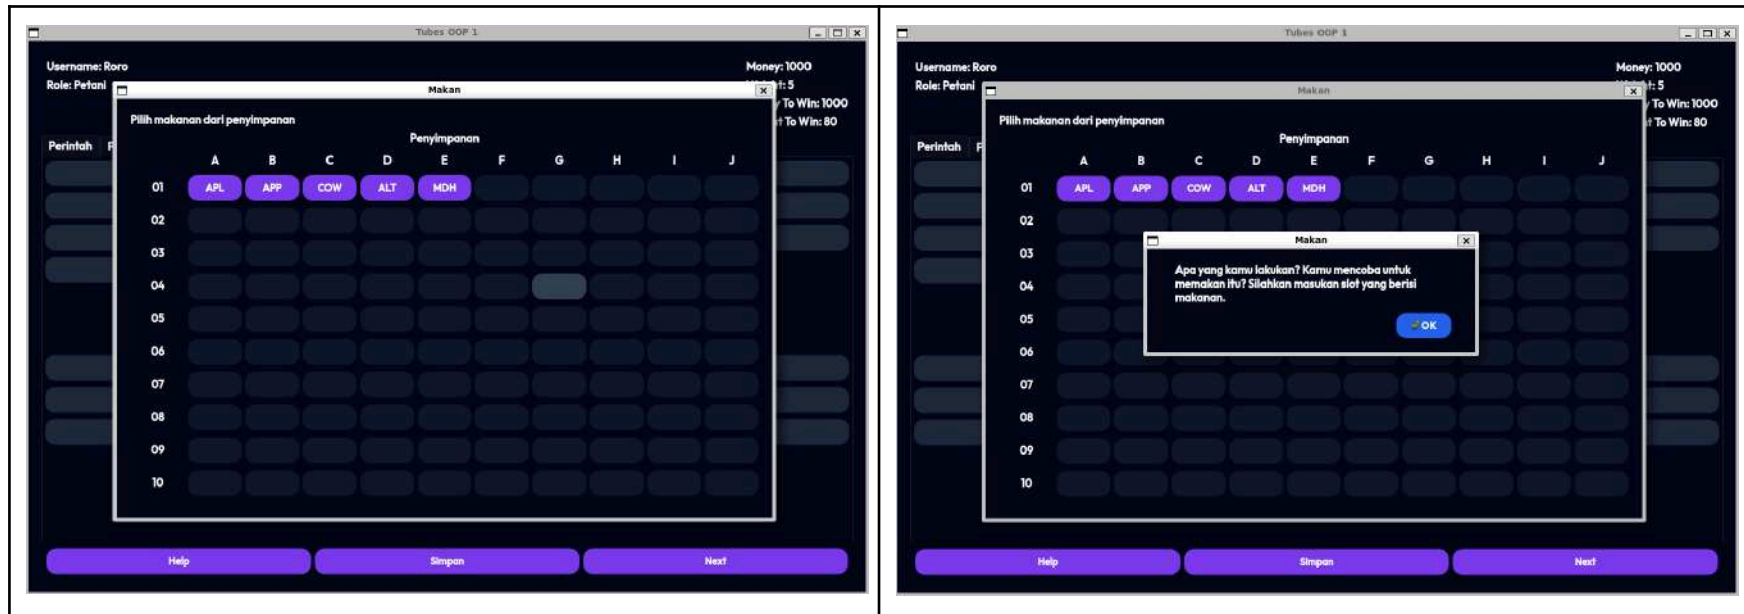 Tubes OOP 1
Username: Roro
Money: 1000
Role: Petani
t: 5
To Win: 1000
t To Win: 80
Makan
Pilih makanan dari penyimpanan
Penyimpanan
Perintah F
A B C D E F G H I J
01 APL APP COW ALT MDH
02
03
04
05
06
07
08
09
10
Help Simpan Next
Tubes OOP 1
Username: Roro
Money: 1000
Role: Petani
t: 5
To Win: 1000
t To Win: 80
Makan
Pilih makanan dari penyimpanan
Penyimpanan
Perintah F
A B C D E F G H I J
01 APL APP COW ALT MDH
02
03
04
05
06
07
08
09
10
Makan
Apa yang kamu lakukan? Kamu mencoba untuk
memakan itu? Silahkan masukan slot yang berisi
makanan.
OK
Help Simpan Next